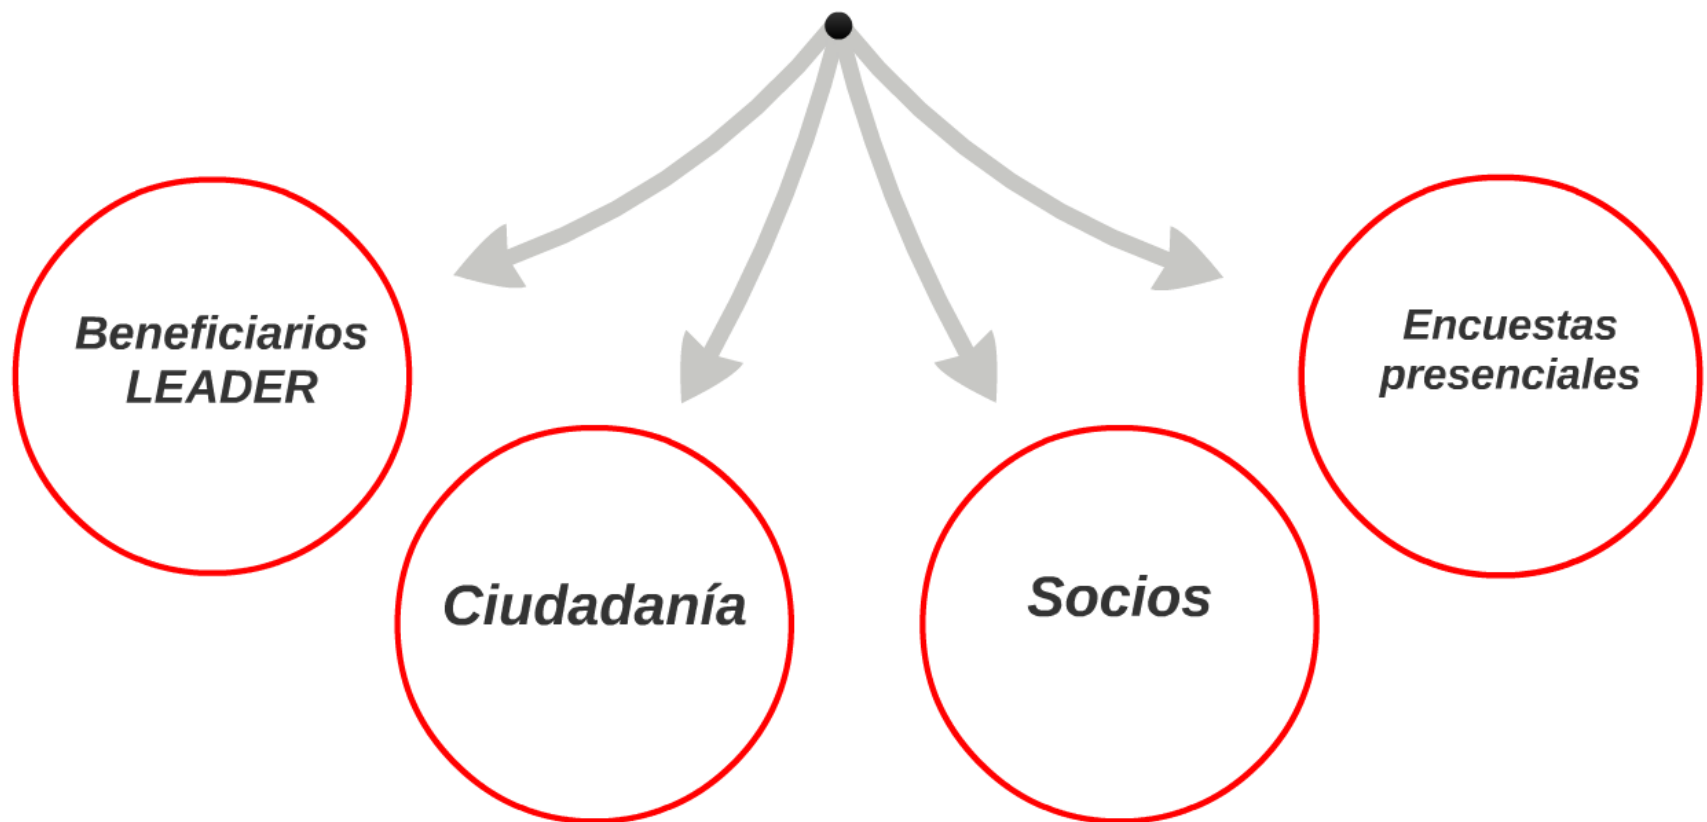 Beneficiarios
LEADER
Ciudadanía
Socios
Encuestas
presenciales